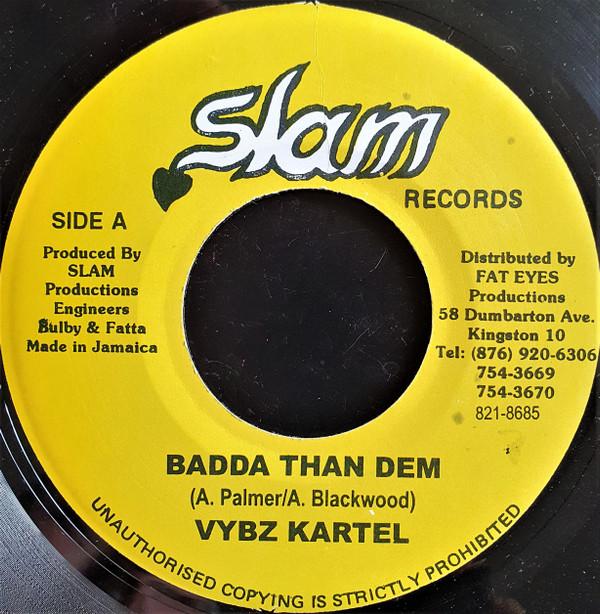 Slam
RECORDS
SIDE A
Produced By
SLAM
Productions
Engineers
Bulby & Fatta
Made in Jamaica
Distributed by
FAT EYES
Productions
58 Dumbarton Ave.
Kingston 10
Tel: (876) 920-6306
754-3669
754-3670
821-8685
BADDA THAN DEM
(A. Palmer/A. Blackwood)
VYBZ KARTEL
UNAUTHORISED COPYING IS STRICTLY PROHIBITED